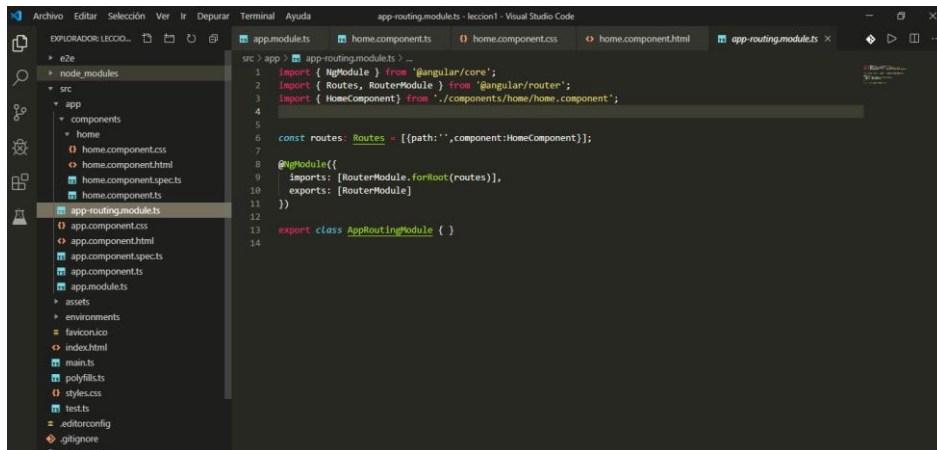 Archivo Editar Selección Ver Ir Depurar Terminal Ayuda
app-routing.module.ts - leccion1 - Visual Studio Code
EXPLORADOR: LECCIO...
app.module.ts
home.component.ts
home.component.css
home.component.html
app-routing.module.ts
src > app > app-routing.module.ts > ...
e2e
node_modules
src
app
components
home
home.component.css
home.component.html
home.component.spec.ts
home.component.ts
app-routing.module.ts
app.component.css
app.component.html
app.component.spec.ts
app.component.ts
app.module.ts
assets
environments
favicon.ico
index.html
main.ts
polyfills.ts
styles.css
test.ts
.editorconfig
.gitignore
1 import { NgModule } from '@angular/core';
2 import { Routes, RouterModule } from '@angular/router';
3 import { HomeComponent} from './components/home/home.component';
4
5
6 const routes: Routes = [{path:'',component:HomeComponent}];
7
8 @NgModule({
9 imports: [RouterModule.forRoot(routes)],
10 exports: [RouterModule]
11 })
12
13 export class AppRoutingModule { }
14